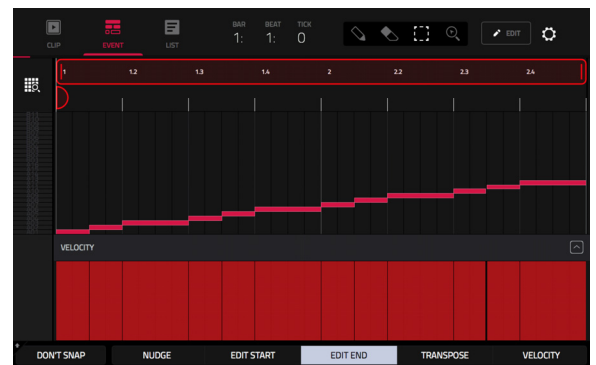 BAR BEAT TICK
1: 1: 0
EDIT
CLIP EVENT LIST
1 1.2 1.3 1.4 2 2.2 2.3 2.4
VELOCITY
DON'T SNAP NUDGE EDIT START EDIT END TRANSPOSE VELOCITY